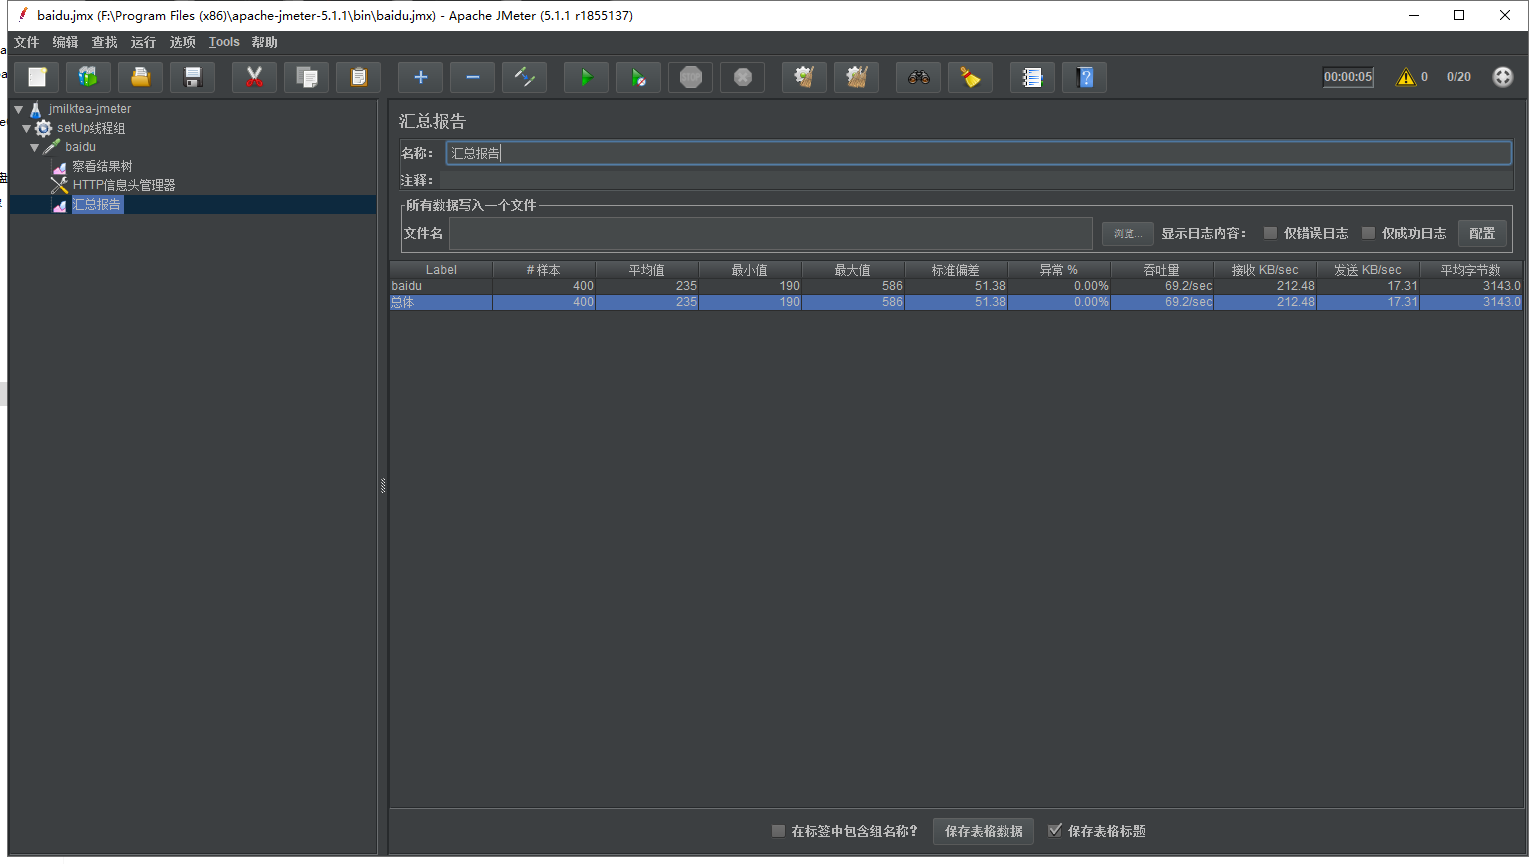 baidu.jmx (F:\Program Files (x86)\apache-jmeter-5.1.1\bin\baidu.jmx) - Apache JMeter (5.1.1 r1855137)
文件 编辑 查找 运行 选项 Tools 帮助
STOP 00:00:05 0 0/20
jmilktea-jmeter
setUp线程组
baidu
察看结果树
HTTP信息头管理器
汇总报告
汇总报告
名称： 汇总报告
注释：
所有数据写入一个文件
文件名 浏览... 显示日志内容： 仅错误日志 仅成功日志 配置
Label # 样本 平均值 最小值 最大值 标准偏差 异常 % 吞吐量 接收 KB/sec 发送 KB/sec 平均字节数
baidu 400 235 190 586 51.38 0.00% 69.2/sec 212.48 17.31 3143.0
总体 400 235 190 586 51.38 0.00% 69.2/sec 212.48 17.31 3143.0
在标签中包含组名称？ 保存表格数据 保存表格标题